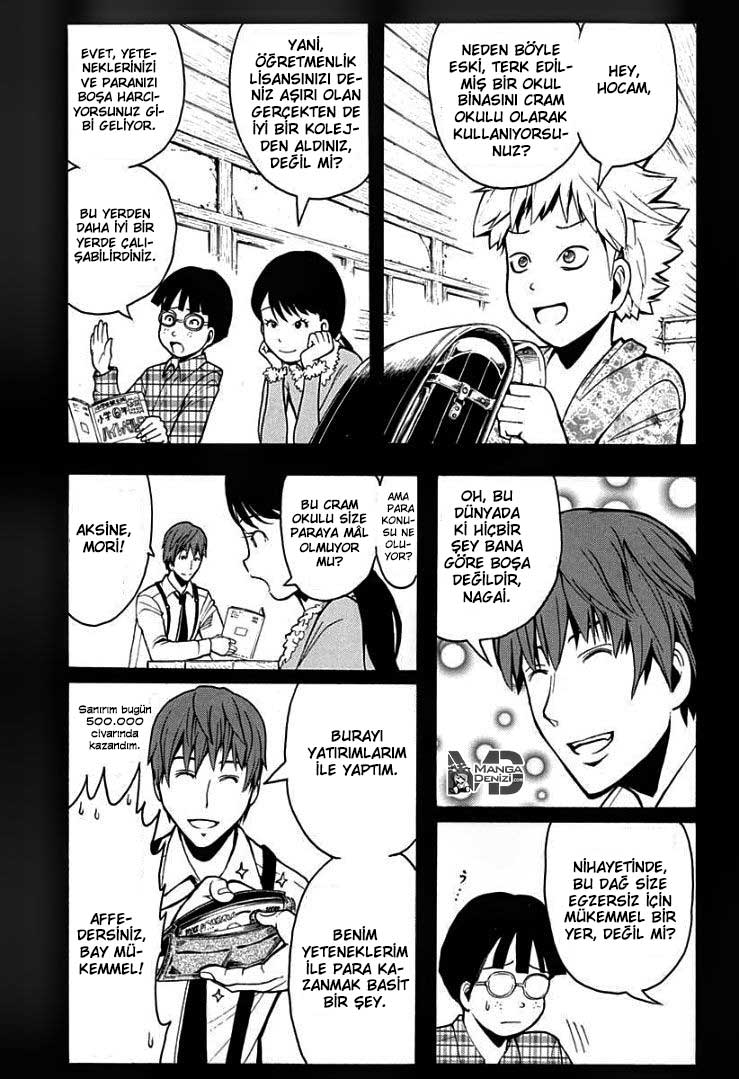 HEY,
HOCAM,
NEDEN BÖYLE
ESKİ, TERK EDİL-
MİŞ BİR OKUL
BİNASINI CRAM
OKULU OLARAK
KULLANIYORSU-
NUZ?
YANİ,
ÖĞRETMENLİK
LİSANSINIZI DE-
NİZ AŞIRI OLAN
GERÇEKTEN DE
İYİ BİR KOLEJ-
DEN ALDINIZ,
DEĞİL Mİ?
EVET, YETE-
NEKLERİNİZİ
VE PARANIZI
BOŞA HARCI-
YORSUNUZ Gİ-
Bİ GELİYOR.
BU YERDEN
DAHA İYİ BİR
YERDE ÇALI-
ŞABİLİRDİNİZ.
OH, BU
DÜNYADA
Kİ HİÇBİR
ŞEY BANA
GÖRE BOŞA
DEĞİLDİR,
NAGAI.
AMA
PARA
KONU-
SU NE
OLU-
YOR?
BU CRAM
OKULU SİZE
PARAYA MÂL
OLMUYOR
MU?
AKSİNE,
MORI!
MD
MANGA
DENİZİ.com
NİHAYETİNDE,
BU DAĞ SİZE
EGZERSİZ İÇİN
MÜKEMMEL BİR
YER, DEĞİL Mİ?
う
BURAYI
YATIRIMLARIM
İLE YAPTIM.
Sanırım bugün
500.000
civarında
kazandım.
BENİM
YETENEKLERİM
İLE PARA KA-
ZANMAK BASİT
BİR ŞEY.
AFFE-
DERSİNİZ,
BAY MÜ-
KEMMEL!